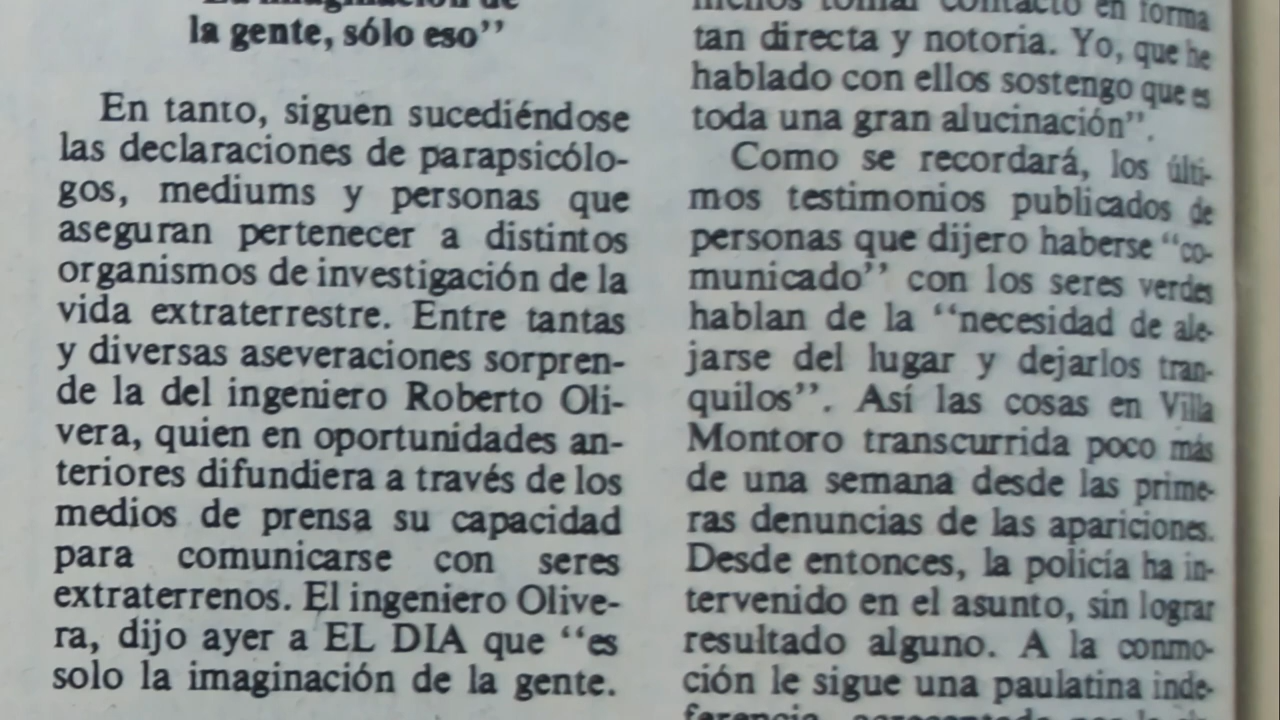 "La imaginación de
la gente, sólo eso"
En tanto, siguen sucediéndose
las declaraciones de parapsicólo-
gos, mediums y personas que
aseguran pertenecer a distintos
organismos de investigación de la
vida extraterrestre. Entre tantas
y diversas aseveraciones sorpren-
de la del ingeniero Roberto Oli-
vera, quien en oportunidades an-
teriores difundiera a través de los
medios de prensa su capacidad
para comunicarse con seres
extraterrenos. El ingeniero Olive-
ra, dijo ayer a EL DIA que "es
solo la imaginación de la gente.
menos tomar contacto en forma
tan directa y notoria. Yo, que he
hablado con ellos sostengo que es
toda una gran alucinación".
Como se recordará, los últi-
mos testimonios publicados de
personas que dijero haberse "co-
municado" con los seres verdes
hablan de la "necesidad de ale-
jarse del lugar y dejarlos tran-
quilos". Así las cosas en Villa
Montoro transcurrida poco más
de una semana desde las prime-
ras denuncias de las apariciones.
Desde entonces, la policía ha in-
tervenido en el asunto, sin lograr
resultado alguno. A la conmo-
ción le sigue una paulatina inde-